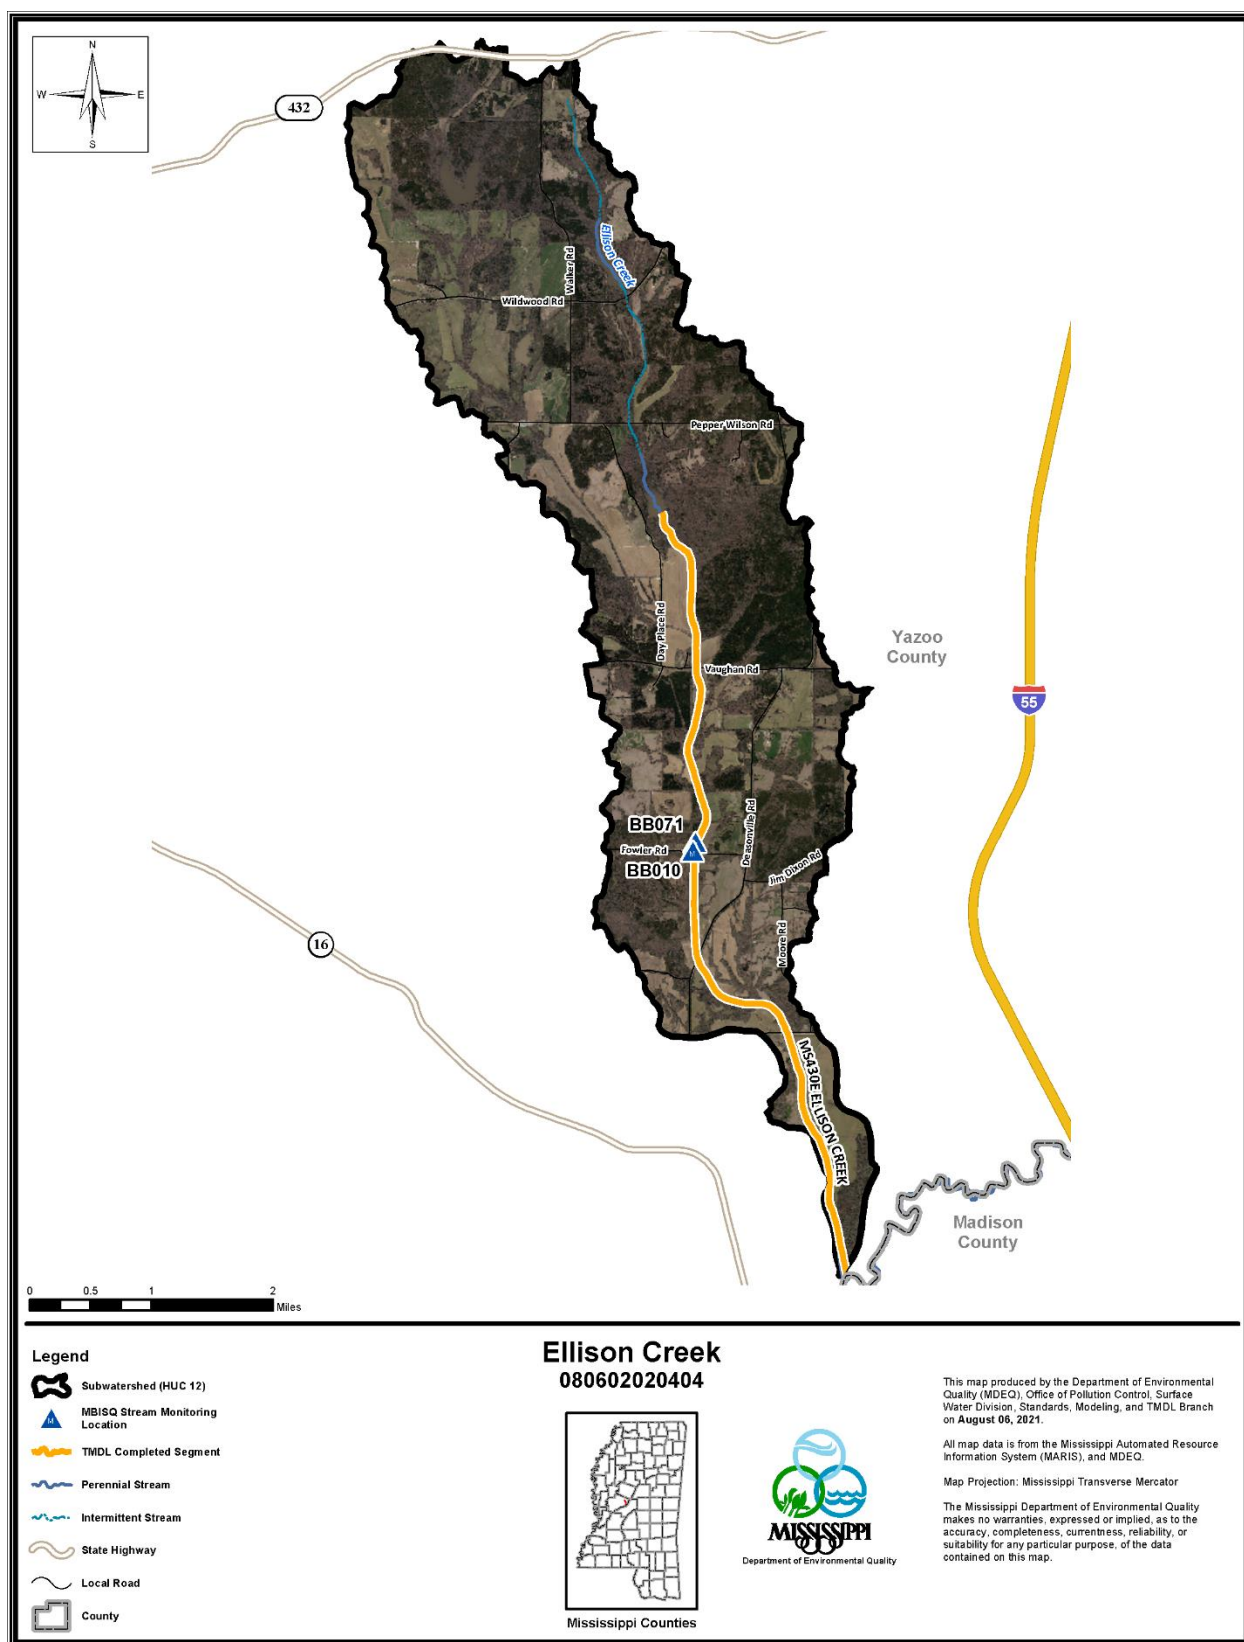 N
W E
S
432
Ellison Creek
Walker Rd
Wildwood Rd
Pepper Wilson Rd
Day Place Rd
Vaughan Rd
Yazoo
County
55
BB071
Fowler Rd
BB010
Deasonville Rd
Jim Dixon Rd
Moore Rd
16
MS430E ELLISON CREEK
Madison
County
0 0.5 1 2
Miles
Legend
Subwatershed (HUC 12)
M
MBISQ Stream Monitoring
Location
TMDL Completed Segment
Perennial Stream
Intermittent Stream
State Highway
Local Road
County
Ellison Creek
080602020404
Mississippi Counties
MISSISSIPPI
Department of Environmental Quality
This map produced by the Department of Environmental
Quality (MDEQ), Office of Pollution Control, Surface
Water Division, Standards, Modeling, and TMDL Branch
on August 06, 2021.
All map data is from the Mississippi Automated Resource
Information System (MARIS), and MDEQ.
Map Projection: Mississippi Transverse Mercator
The Mississippi Department of Environmental Quality
makes no warranties, expressed or implied, as to the
accuracy, completeness, currentness, reliability, or
suitability for any particular purpose, of the data
contained on this map.